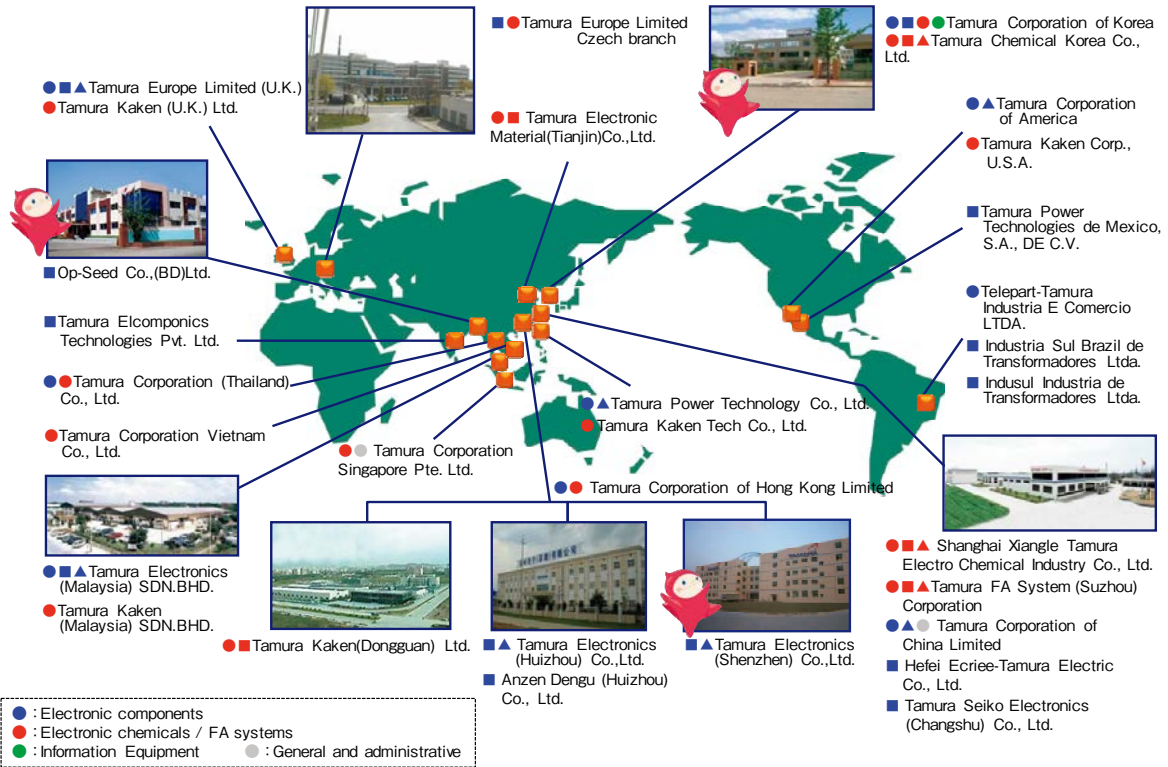 Tamura Europe Limited
Czech branch
Tamura Corporation of Korea
Tamura Chemical Korea Co.,
Ltd.
Tamura Europe Limited (U.K.)
Tamura Kaken (U.K.) Ltd.
Tamura Electronic
Material(Tianjin)Co.,Ltd.
Tamura Corporation
of America
Tamura Kaken Corp.,
U.S.A.
Tamura Power
Technologies de Mexico,
S.A., DE C.V.
Op-Seed Co.,(BD)Ltd.
Tamura Elcomponics
Technologies Pvt. Ltd.
Telepart-Tamura
Industria E Comercio
LTDA.
Industria Sul Brazil de
Transformadores Ltda.
Indusul Industria de
Transformadores Ltda.
Tamura Corporation (Thailand)
Co., Ltd.
Tamura Power Technology Co., Ltd.
Tamura Kaken Tech Co., Ltd.
Tamura Corporation Vietnam
Co., Ltd.
Tamura Corporation
Singapore Pte. Ltd.
Tamura Corporation of Hong Kong Limited
Tamura Electronics
(Malaysia) SDN.BHD.
Tamura Kaken
(Malaysia) SDN.BHD.
Tamura Kaken(Dongguan) Ltd.
Tamura Electronics
(Huizhou) Co.,Ltd.
Anzen Dengu (Huizhou)
Co., Ltd.
Tamura Electronics
(Shenzhen) Co.,Ltd.
Shanghai Xiangle Tamura
Electro Chemical Industry Co., Ltd.
Tamura FA System (Suzhou)
Corporation
Tamura Corporation of
China Limited
Hefei Ecriee-Tamura Electric
Co., Ltd.
Tamura Seiko Electronics
(Changshu) Co., Ltd.
: Electronic components
: Electronic chemicals / FA systems
: Information Equipment : General and administrative